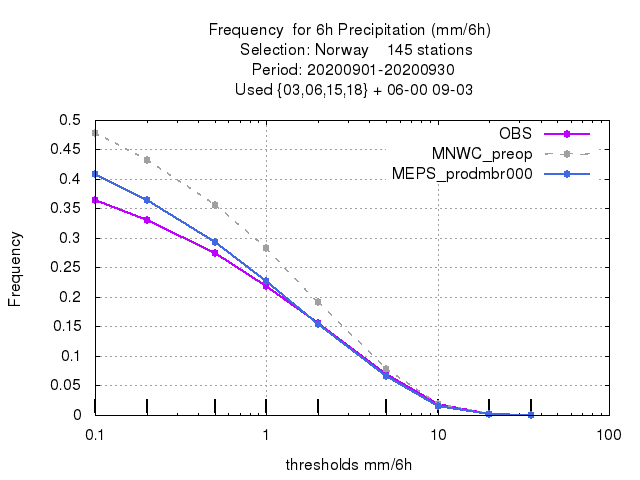 Frequency  for 6h Precipitation (mm/6h)
Selection: Norway    145 stations
Period: 20200901-20200930
Used {03,06,15,18} + 06-00 09-03
OBS
MNWC_preop
MEPS_prodmbr000
0.5
0.45
0.4
0.35
0.3
0.25
0.2
0.15
0.1
0.05
0
Frequency
0.1 1 10 100
thresholds mm/6h